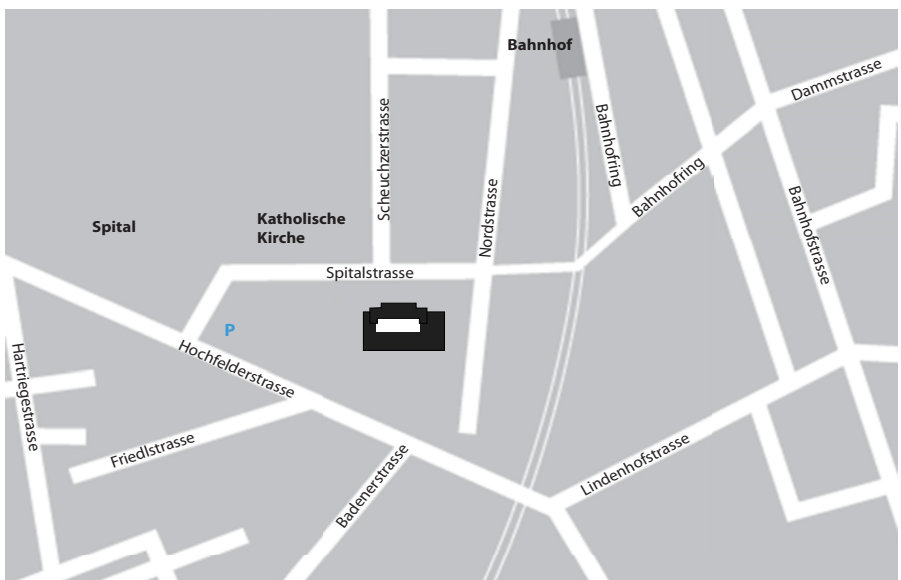 Bahnhof
Dammstrasse
Scheuchzerstrasse
Bahnhofring
Bahnhofring
Nordstrasse
Bahnhofstrasse
Spital
Katholische
Kirche
Spitalstrasse
P
Hochfelderstrasse
Hartriegestrasse
Friedlstrasse
Badenerstrasse
Lindenhofstrasse